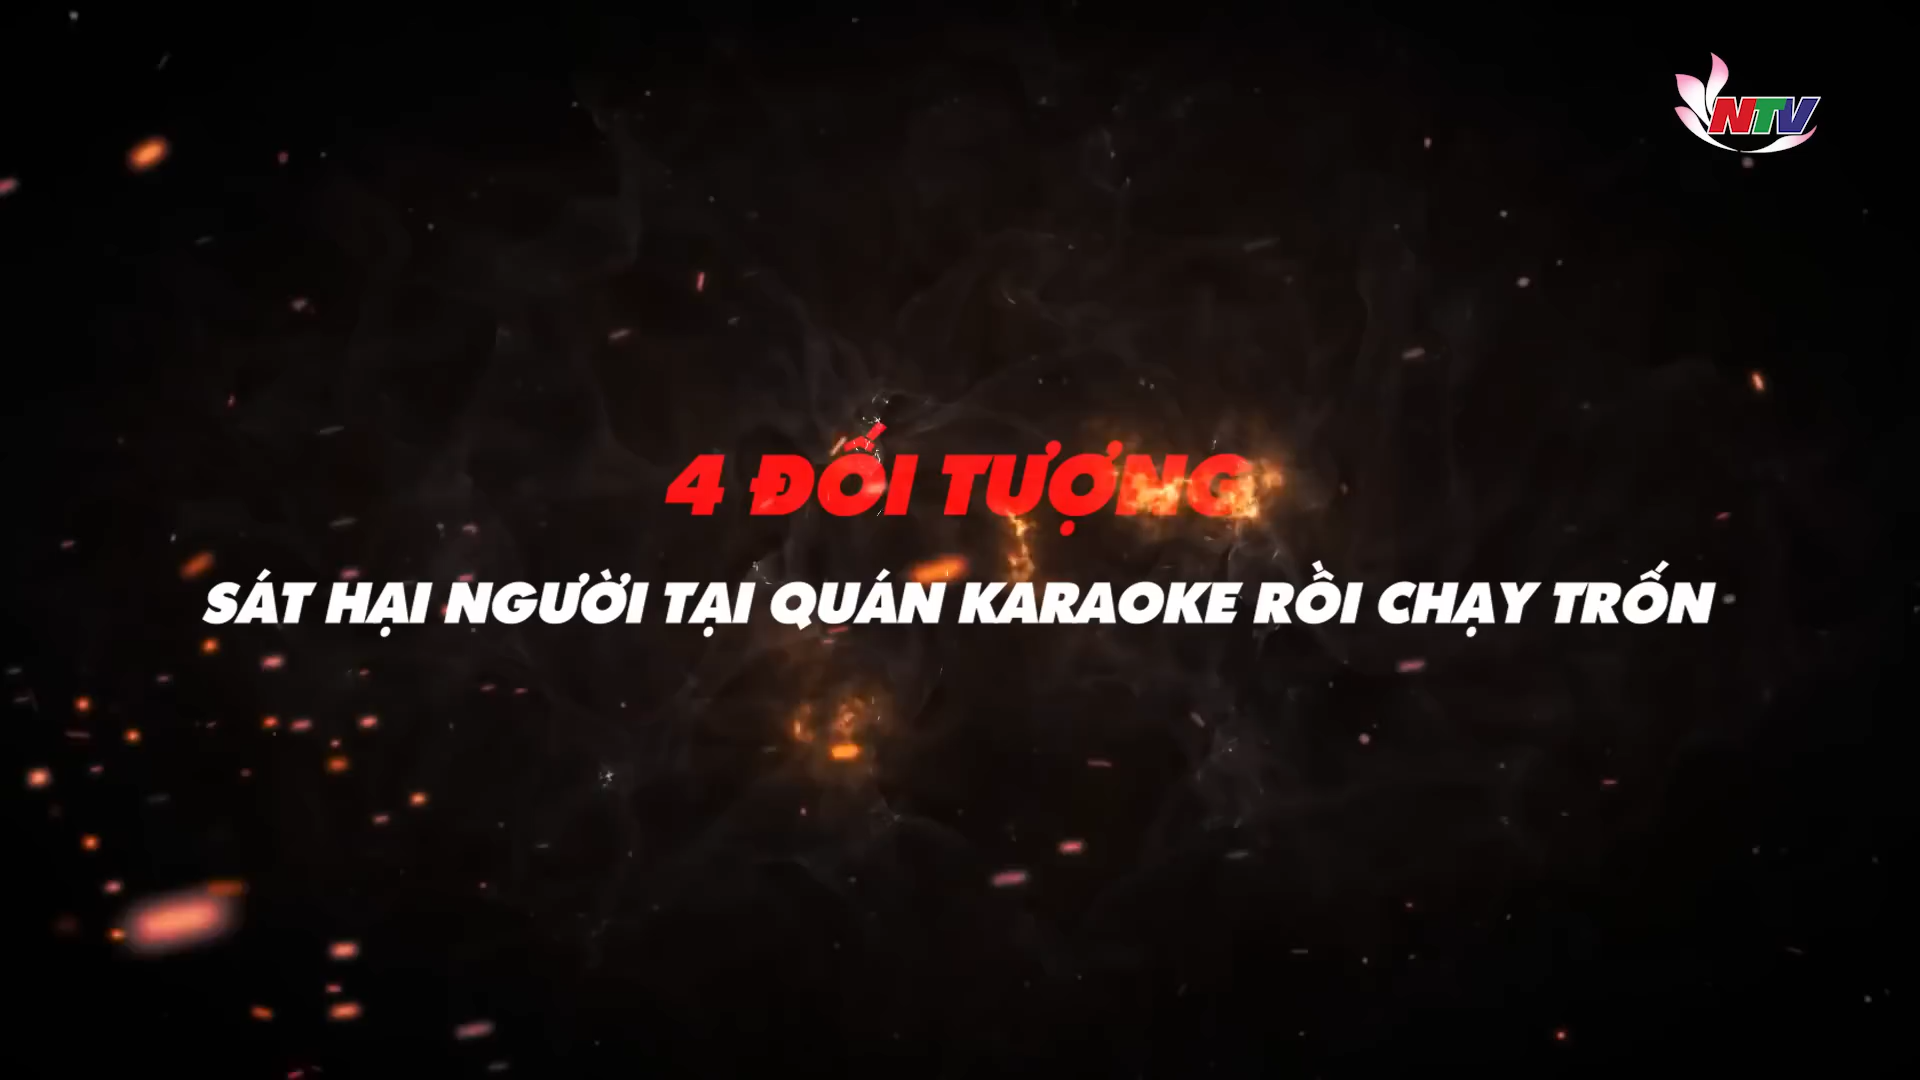 NTV
4 ĐỐI TƯỢNG
SÁT HẠI NGƯỜI TẠI QUÁN KARAOKE RỒI CHẠY TRỐN